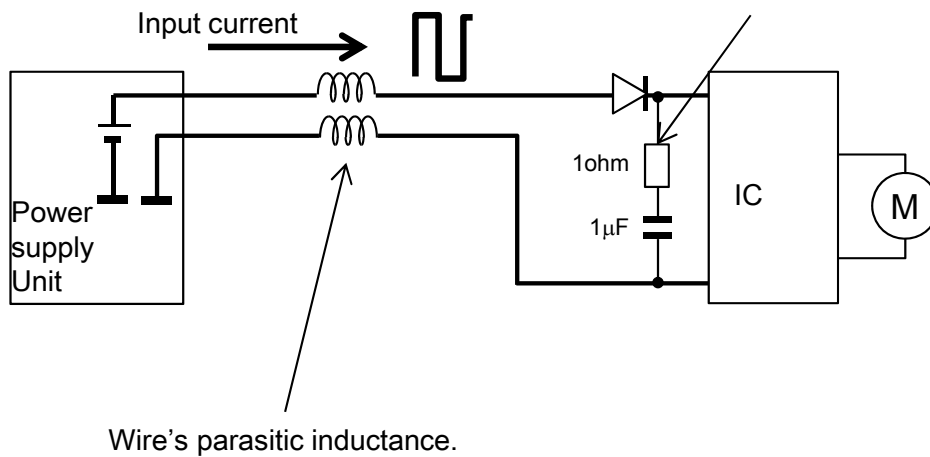 Input current
Power
supply
Unit
1ohm
1μF
IC
M
Wire's parasitic inductance.